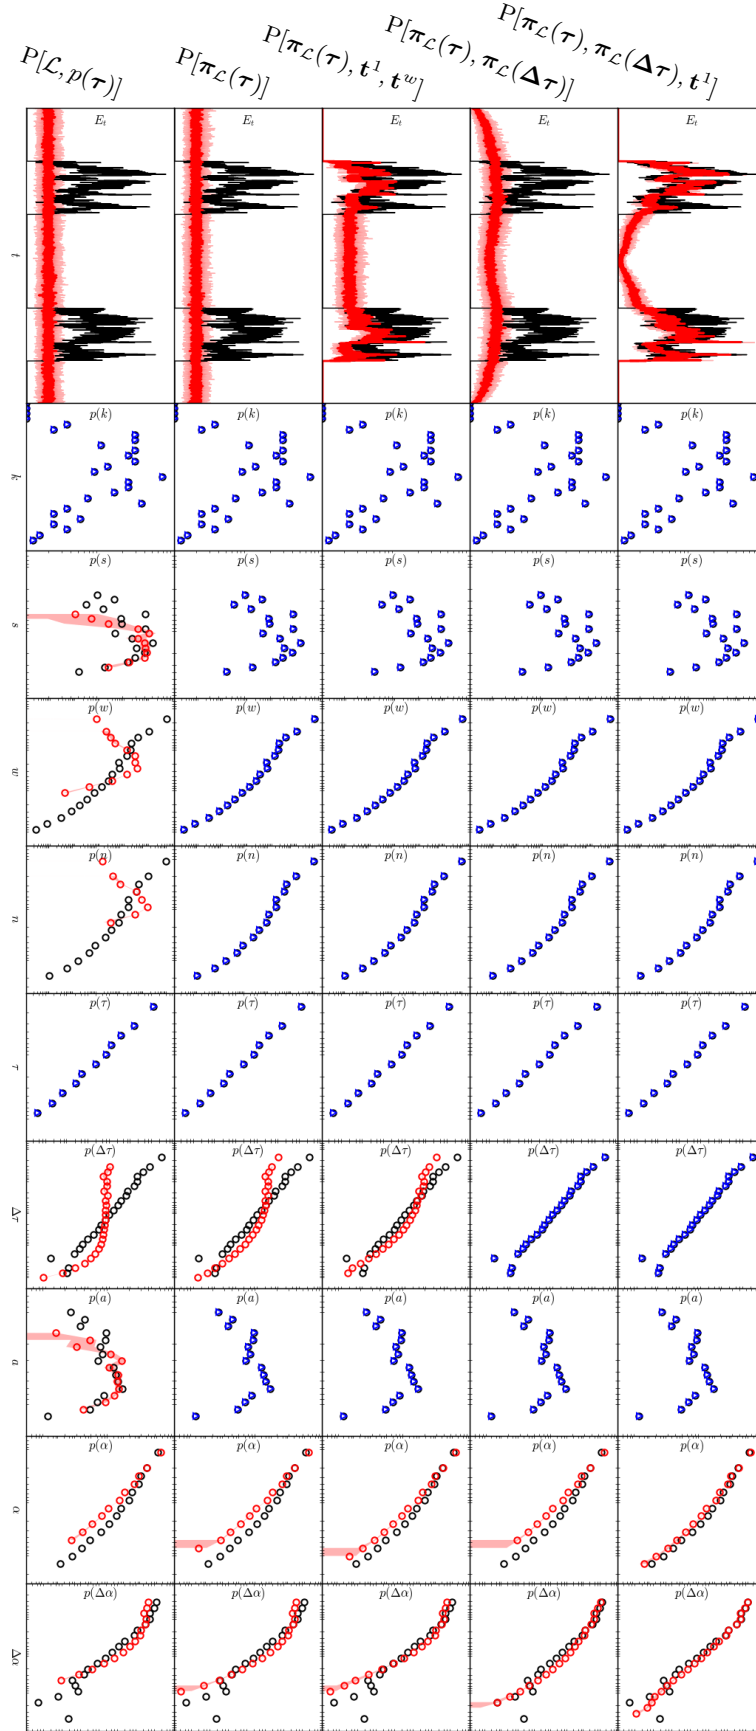 P[𝓛, p(τ)]
P[π_𝓛(τ)]
P[π_𝓛(τ), t¹, tʷ]
P[π_𝓛(τ), π_𝓛(Δτ)]
P[π_𝓛(τ), π_𝓛(Δτ), t¹]
E_t E_t E_t E_t E_t
t
p(k) p(k) p(k) p(k) p(k)
k
p(s) p(s) p(s) p(s) p(s)
s
p(w) p(w) p(w) p(w) p(w)
w
p(n) p(n) p(n) p(n) p(n)
n
p(τ) p(τ) p(τ) p(τ) p(τ)
τ
p(Δτ) p(Δτ) p(Δτ) p(Δτ) p(Δτ)
Δτ
p(a) p(a) p(a) p(a) p(a)
a
p(α) p(α) p(α) p(α) p(α)
α
p(Δα) p(Δα) p(Δα) p(Δα) p(Δα)
Δα